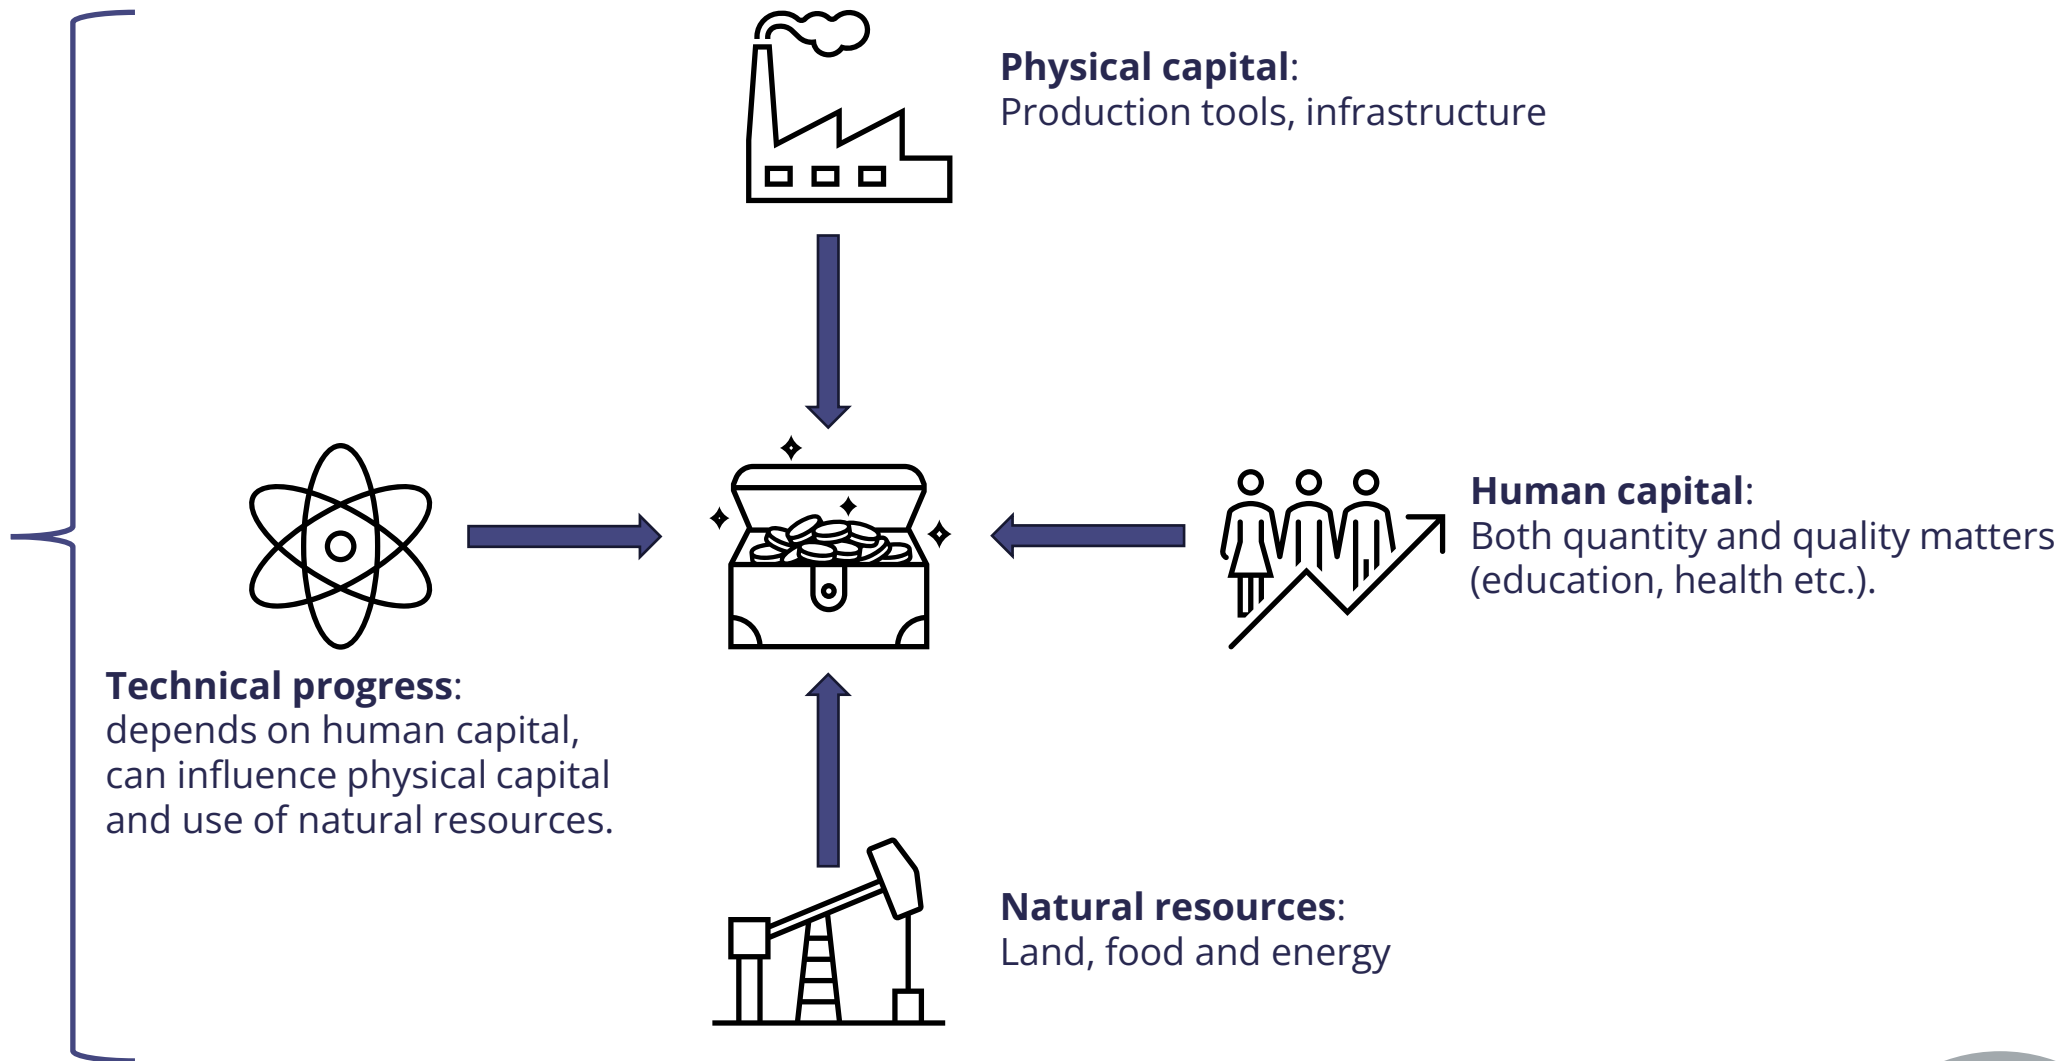 Physical capital:
Production tools, infrastructure
Human capital:
Both quantity and quality matters
(education, health etc.).
Technical progress:
depends on human capital,
can influence physical capital
and use of natural resources.
Natural resources:
Land, food and energy